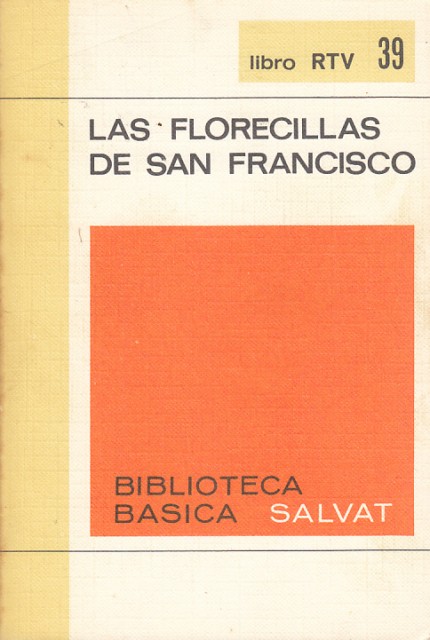 libro RTV 39
LAS FLORECILLAS
DE SAN FRANCISCO
BIBLIOTECA
BASICA SALVAT